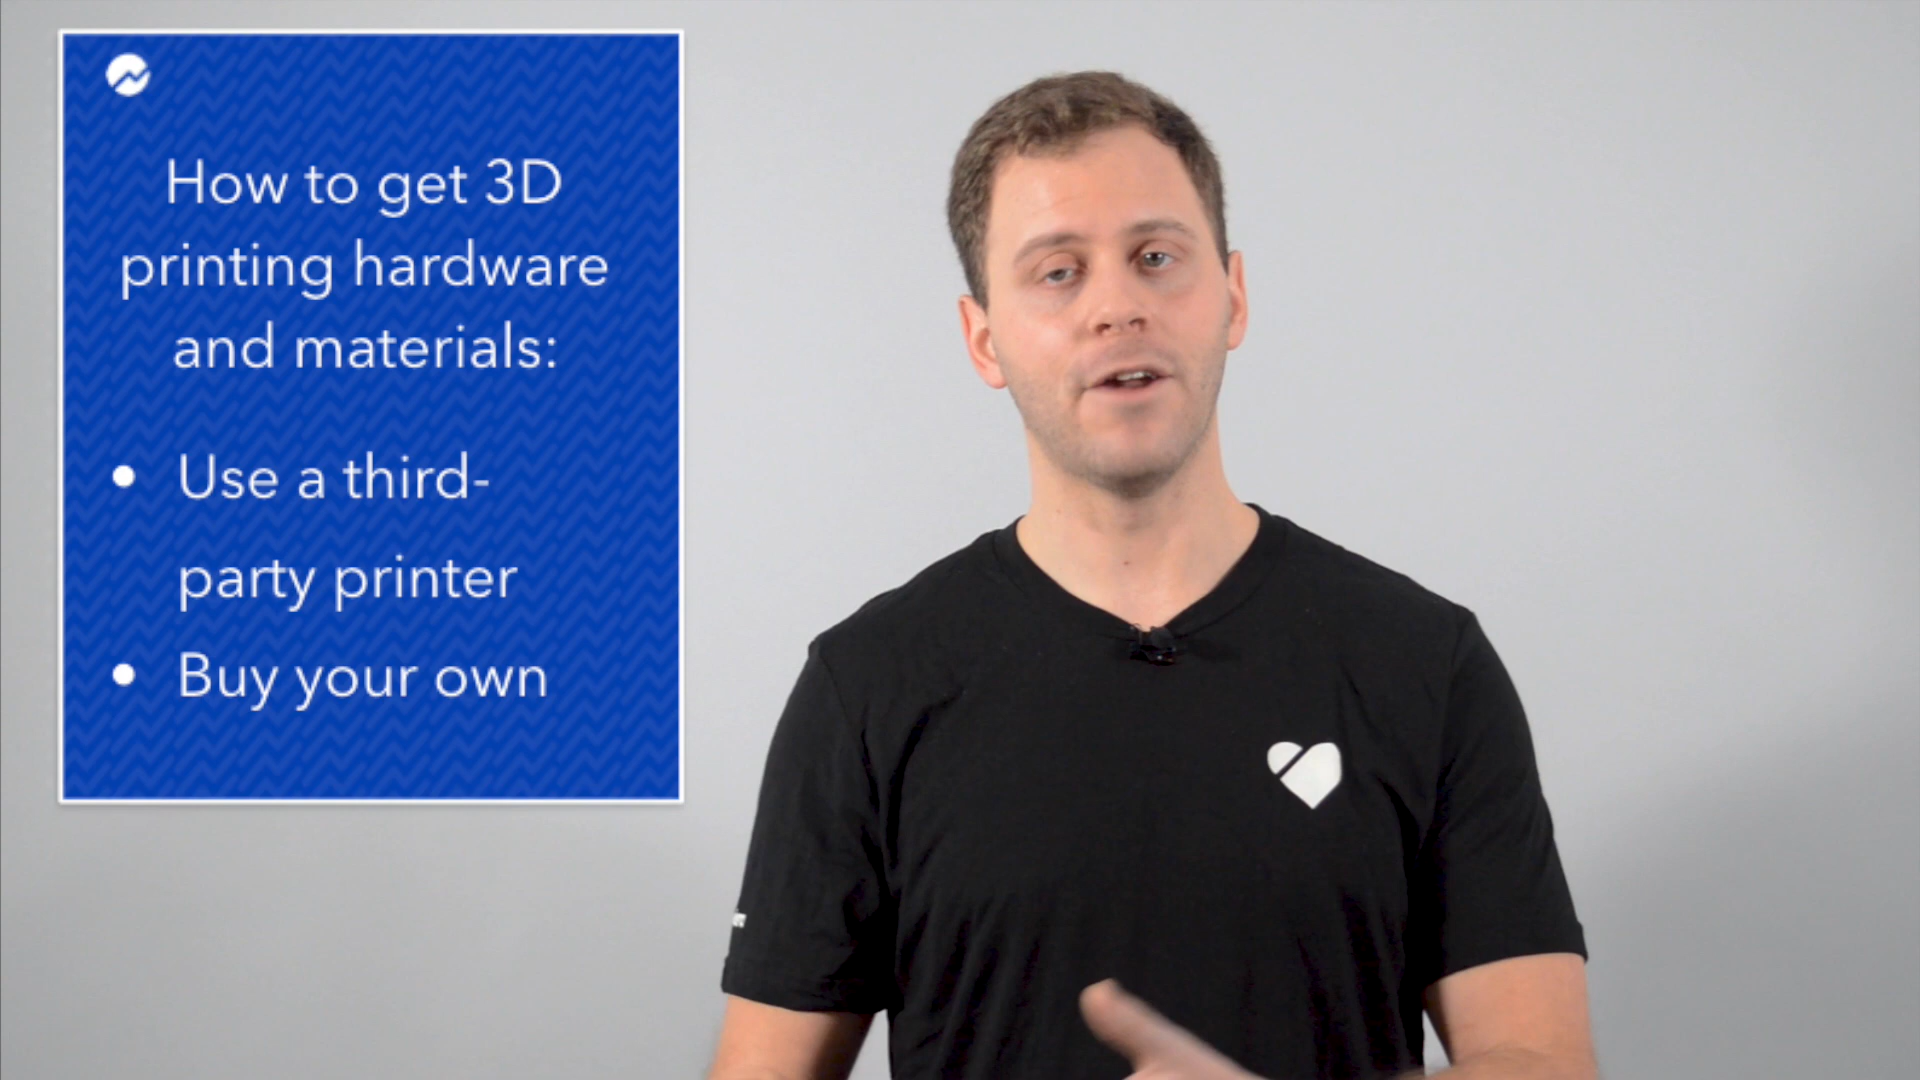 How to get 3D
printing hardware
and materials:
• Use a third-
party printer
• Buy your own